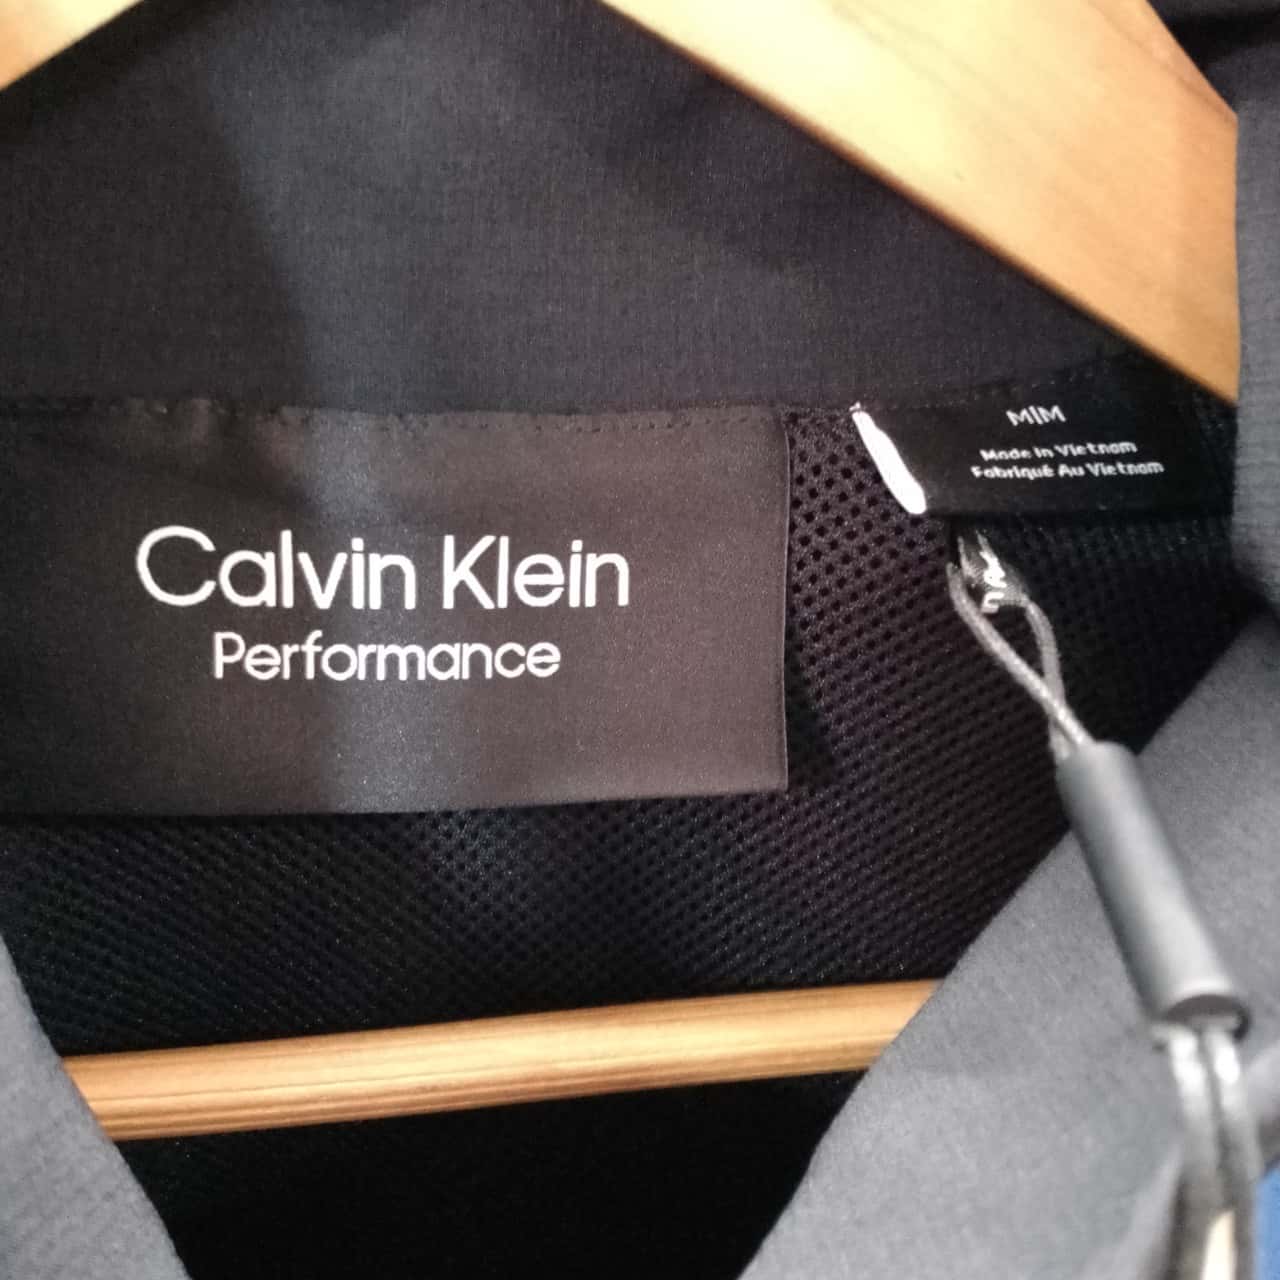 Calvin Klein
Performance
M|M
Made in Vietnam
Fabriqué Au Vietnam